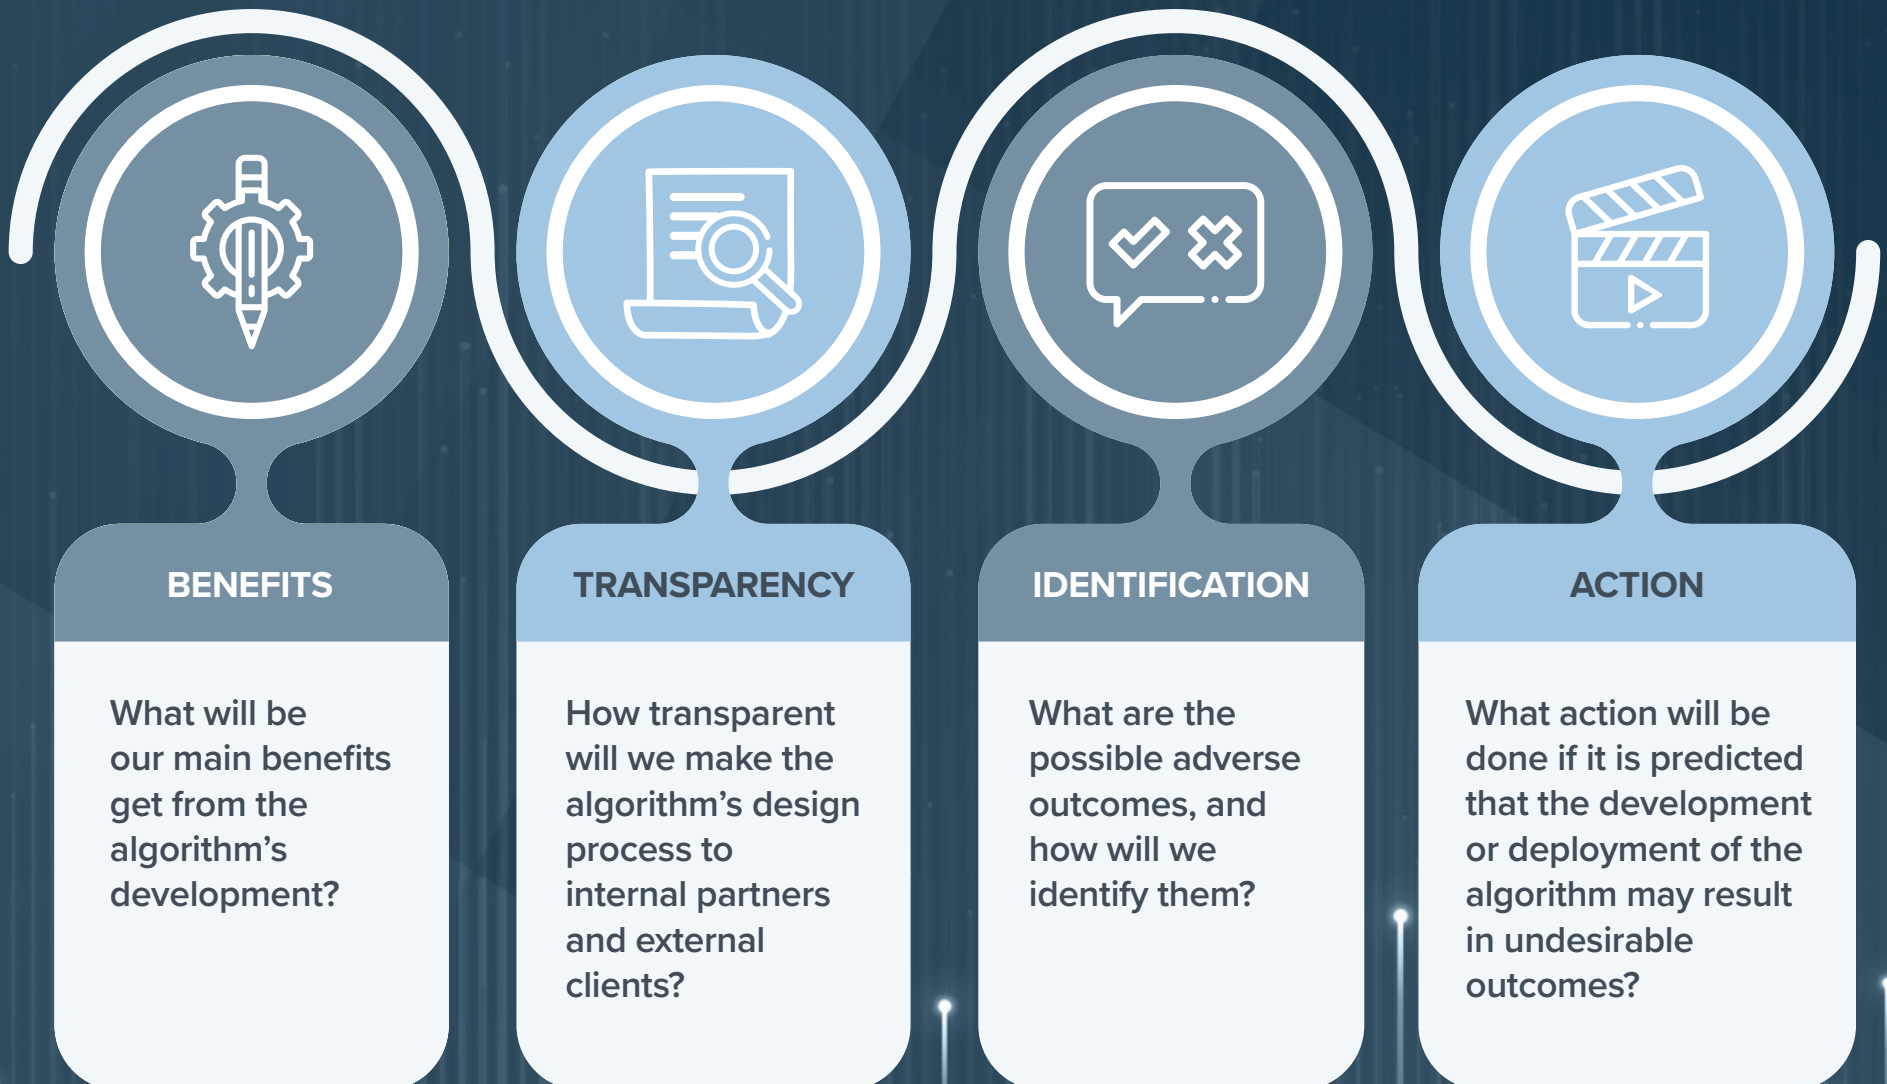 BENEFITS
What will be
our main benefits
get from the
algorithm’s
development?
TRANSPARENCY
How transparent
will we make the
algorithm’s design
process to
internal partners
and external
clients?
IDENTIFICATION
What are the
possible adverse
outcomes, and
how will we
identify them?
ACTION
What action will be
done if it is predicted
that the development
or deployment of the
algorithm may result
in undesirable
outcomes?